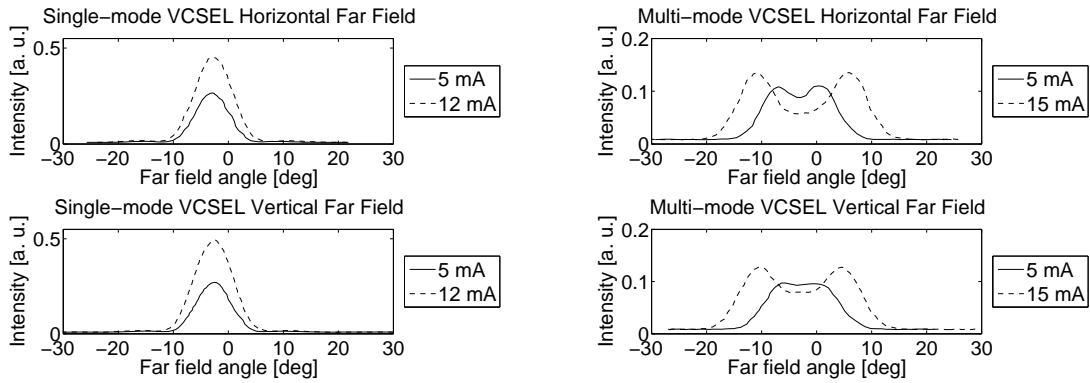 Single-mode VCSEL Horizontal Far Field
Intensity [a. u.]
0.5
0
-30 -20 -10 0 10 20 30
Far field angle [deg]
5 mA
12 mA
Multi-mode VCSEL Horizontal Far Field
Intensity [a. u.]
0.2
0.1
0
-30 -20 -10 0 10 20 30
Far field angle [deg]
5 mA
15 mA
Single-mode VCSEL Vertical Far Field
Intensity [a. u.]
0.5
0
-30 -20 -10 0 10 20 30
Far field angle [deg]
5 mA
12 mA
Multi-mode VCSEL Vertical Far Field
Intensity [a. u.]
0.2
0.1
0
-30 -20 -10 0 10 20 30
Far field angle [deg]
5 mA
15 mA